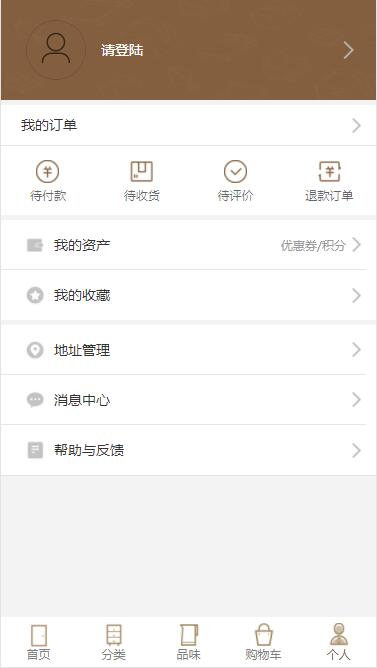 请登陆
我的订单
待付款 待收货 待评价 退款订单
我的资产 优惠券/积分
我的收藏
地址管理
消息中心
帮助与反馈
首页 分类 品味 购物车 个人